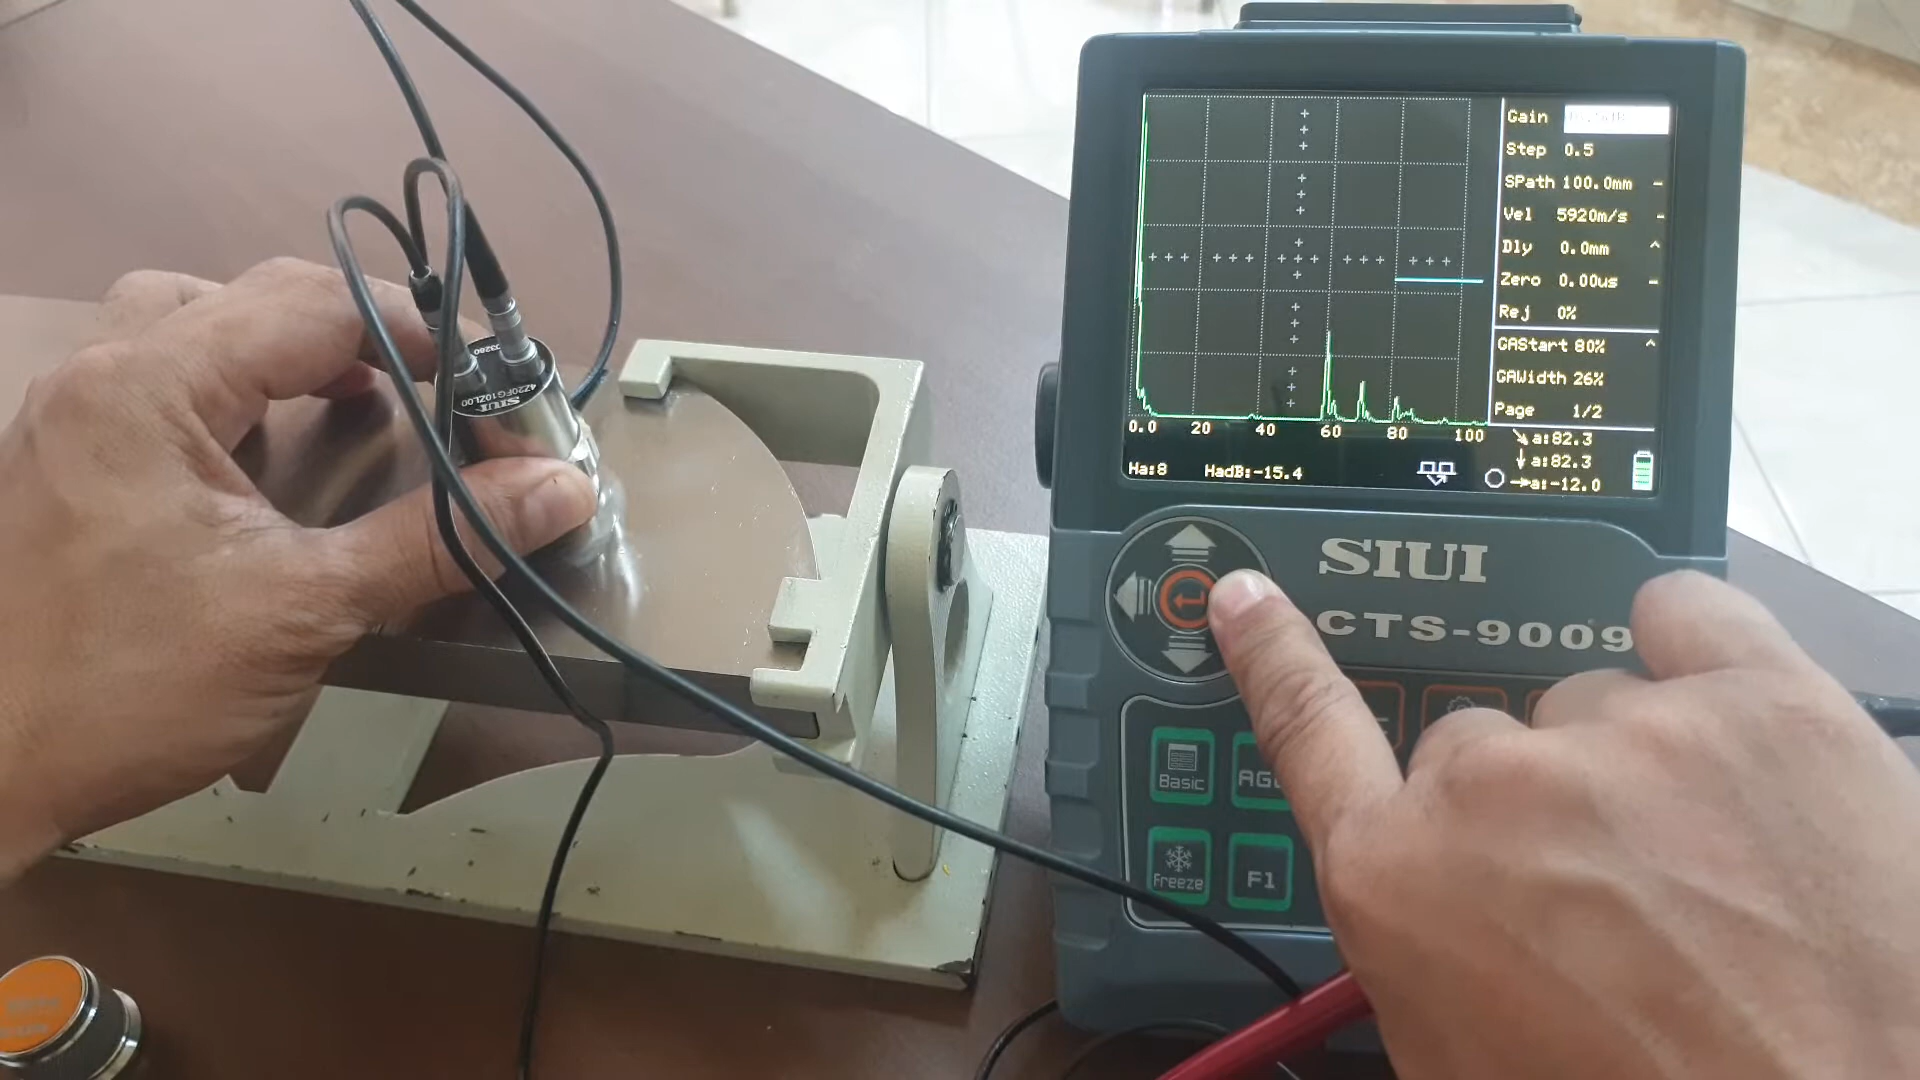 Gain
Step 0.5
SPath 100.0mm -
Vel 5920m/s -
Dly 0.0mm ^
Zero 0.00us -
Rej 0%
GAStart 80% ^
GAWidth 26%
Page 1/2
0.0 20 40 60 80 100
a:82.3
a:82.3
a:-12.0
Ha:8 HadB:-15.4
SIUI
CTS-9009
Basic
Freeze
F1
SIUI
4Z20FG10ZL00